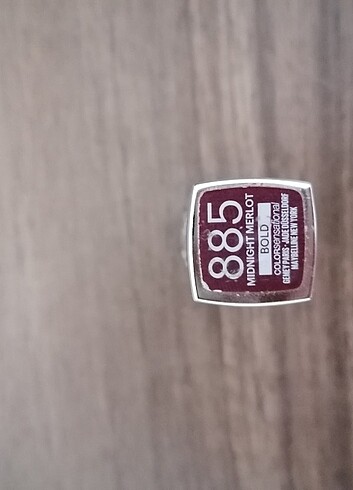 885
MIDNIGHT MERLOT
BOLD
COLORsensational
GEMEY PARIS · JADE DÜSSELDORF
MAYBELLINE NEW YORK